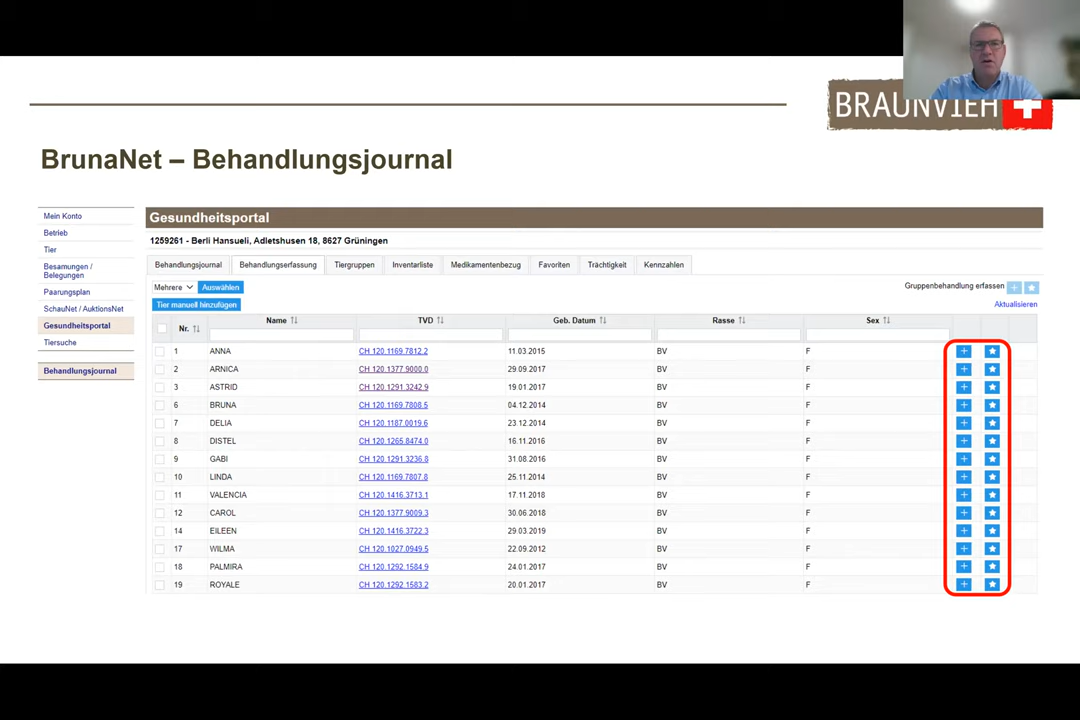 BRAUNVIEH
BrunaNet – Behandlungsjournal
Mein Konto
Betrieb
Tier
Besamungen /
Belegungen
Paarungsplan
SchauNet / AuktionsNet
Gesundheitsportal
Tiersuche
Behandlungsjournal
Gesundheitsportal
1259261 - Berli Hansueli, Adletshusen 18, 8627 Grüningen
Behandlungsjournal Behandlungserfassung Tiergruppen Inventarliste Medikamentenbezug Favoriten Trächtigkeit Kennzahlen
Mehrere Auswählen Gruppenbehandlung erfassen
Tier manuell hinzufügen Aktualisieren
Nr. Name TVD Geb. Datum Rasse Sex
1 ANNA CH 120.1169.7812.2 11.03.2015 BV F
2 ARNICA CH 120.1377.9000.0 29.09.2017 BV F
3 ASTRID CH 120.1291.3242.9 19.01.2017 BV F
6 BRUNA CH 120.1169.7808.5 04.12.2014 BV F
7 DELIA CH 120.1187.0019.6 23.12.2014 BV F
8 DISTEL CH 120.1265.8474.0 16.11.2016 BV F
9 GABI CH 120.1291.3236.8 31.08.2016 BV F
10 LINDA CH 120.1169.7807.8 25.11.2014 BV F
11 VALENCIA CH 120.1416.3713.1 17.11.2018 BV F
12 CAROL CH 120.1377.9009.3 30.06.2018 BV F
14 EILEEN CH 120.1416.3722.3 29.03.2019 BV F
17 WILMA CH 120.1027.0949.5 22.09.2012 BV F
18 PALMIRA CH 120.1292.1584.9 24.01.2017 BV F
19 ROYALE CH 120.1292.1583.2 20.01.2017 BV F